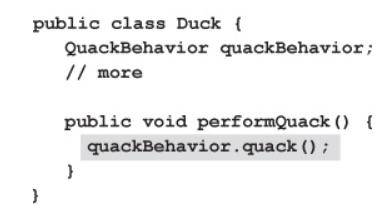 public class Duck {
QuackBehavior quackBehavior;
// more
public void performQuack() {
quackBehavior.quack();
}
}